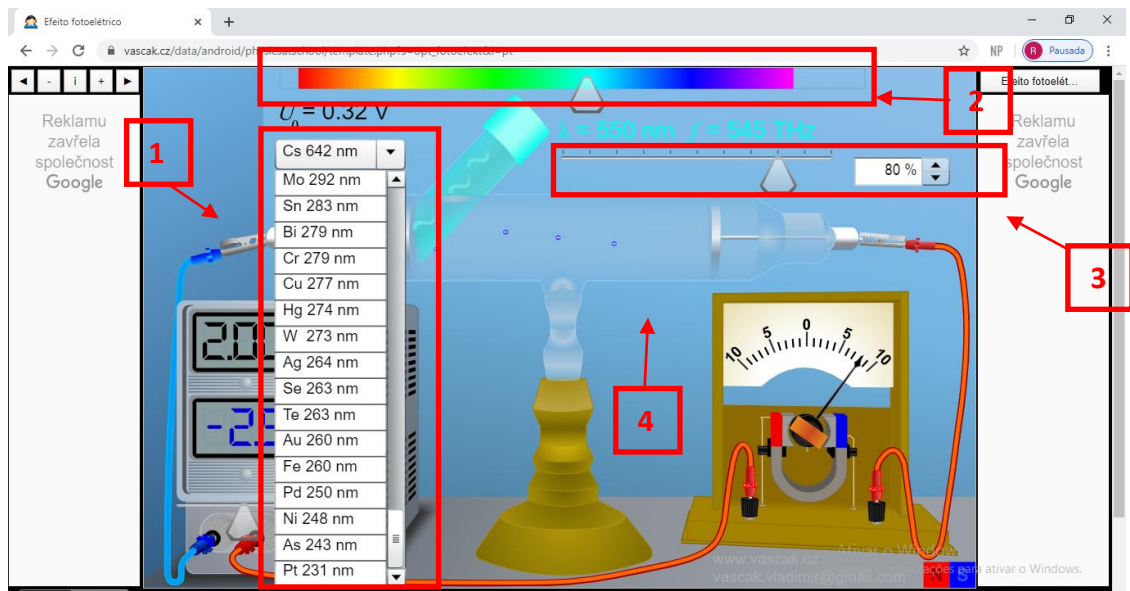 Efeito fotoelétrico
vascak.cz/data/android/physicsatschool/template.php?s=opt_fotoefekt&l=pt
NP
R Pausada
- i +
Efeito fotoelét...
Reklamu
zavřela
společnost
Google
1
2
U₀ = 0.32 V
λ = 550 nm f = 545 THz
Cs 642 nm
80 %
Reklamu
zavřela
společnost
Google
3
Mo 292 nm
Sn 283 nm
Bi 279 nm
Cr 279 nm
Cu 277 nm
Hg 274 nm
W 273 nm
Ag 264 nm
Se 263 nm
Te 263 nm
Au 260 nm
Fe 260 nm
Pd 250 nm
Ni 248 nm
As 243 nm
Pt 231 nm
10 5 0 5 10
4
www.vascak.cz
vascak.vladimir@gmail.com
Ativar o Windows
para ativar o Windows.
N S